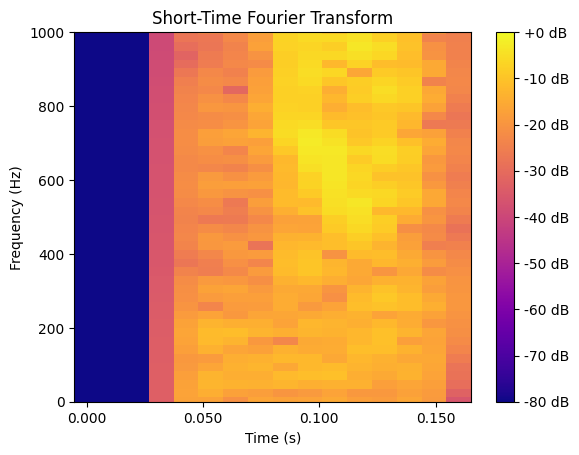 Short-Time Fourier Transform
1000
800
600
400
200
0
Frequency (Hz)
0.000
0.050
0.100
0.150
Time (s)
+0 dB
-10 dB
-20 dB
-30 dB
-40 dB
-50 dB
-60 dB
-70 dB
-80 dB